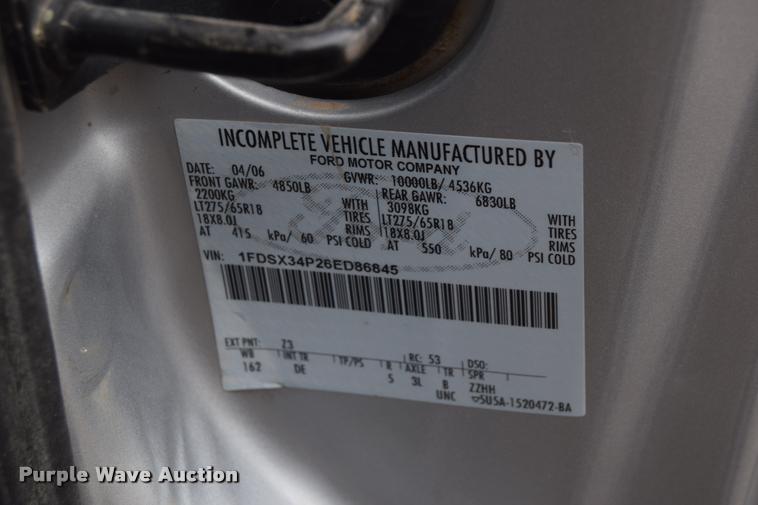 INCOMPLETE VEHICLE MANUFACTURED BY
FORD MOTOR COMPANY
DATE: 04/06 GVWR: 10000LB/ 4536KG
FRONT GAWR: 4850LB REAR GAWR: 6830LB
2200KG WITH 3098KG WITH
LT275/65R18 TIRES LT275/65R18 TIRES
18X8.0J RIMS 18X8.0J RIMS
AT 415 kPa/ 60 PSI COLD AT 550 kPa/ 80 PSI COLD
VIN: 1FDSX34P26ED86845
EXT PNT: Z3 RC: 53 DSO:
WB INT TR TP/PS R AXLE TR SPR
162 DE 5 3L B ZZHH
UNC 5U5A-1520472-BA
Ford
Purple Wave Auction